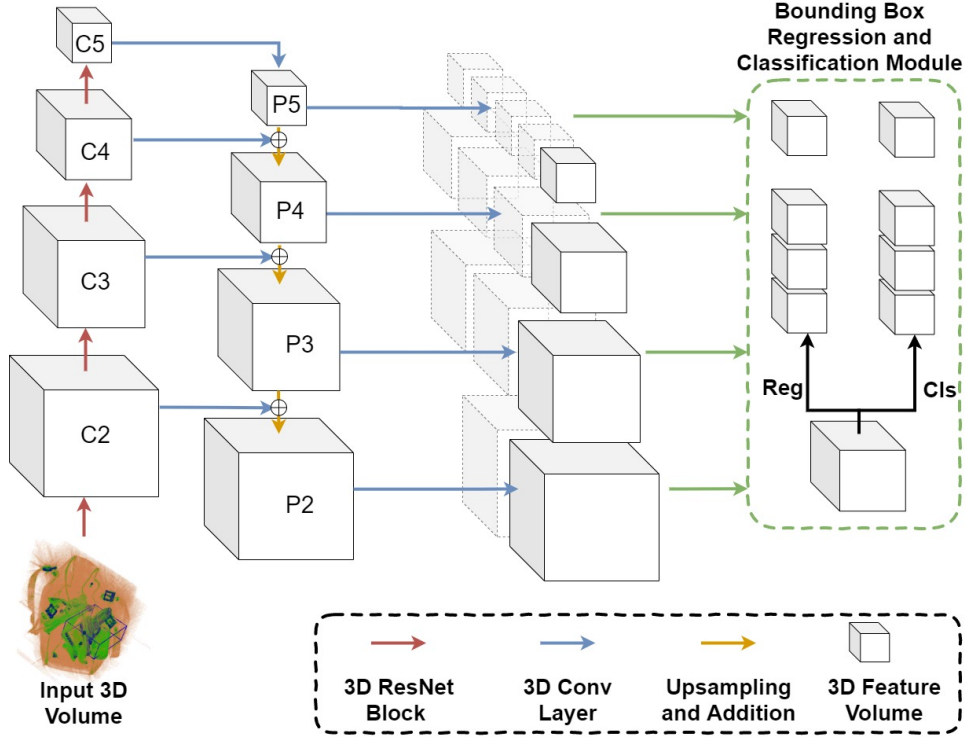 Bounding Box
Regression and
Classification Module
C5
P5
C4
P4
C3
P3
C2
P2
Reg
Cls
Input 3D
Volume
3D ResNet
Block
3D Conv
Layer
Upsampling
and Addition
3D Feature
Volume